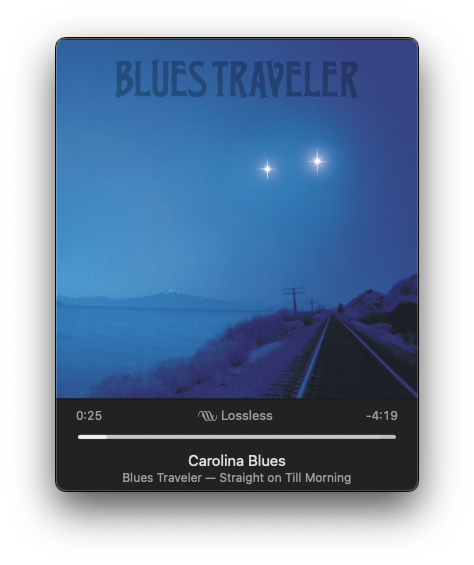 BLUES TRAVELER
0:25 Lossless -4:19
Carolina Blues
Blues Traveler — Straight on Till Morning